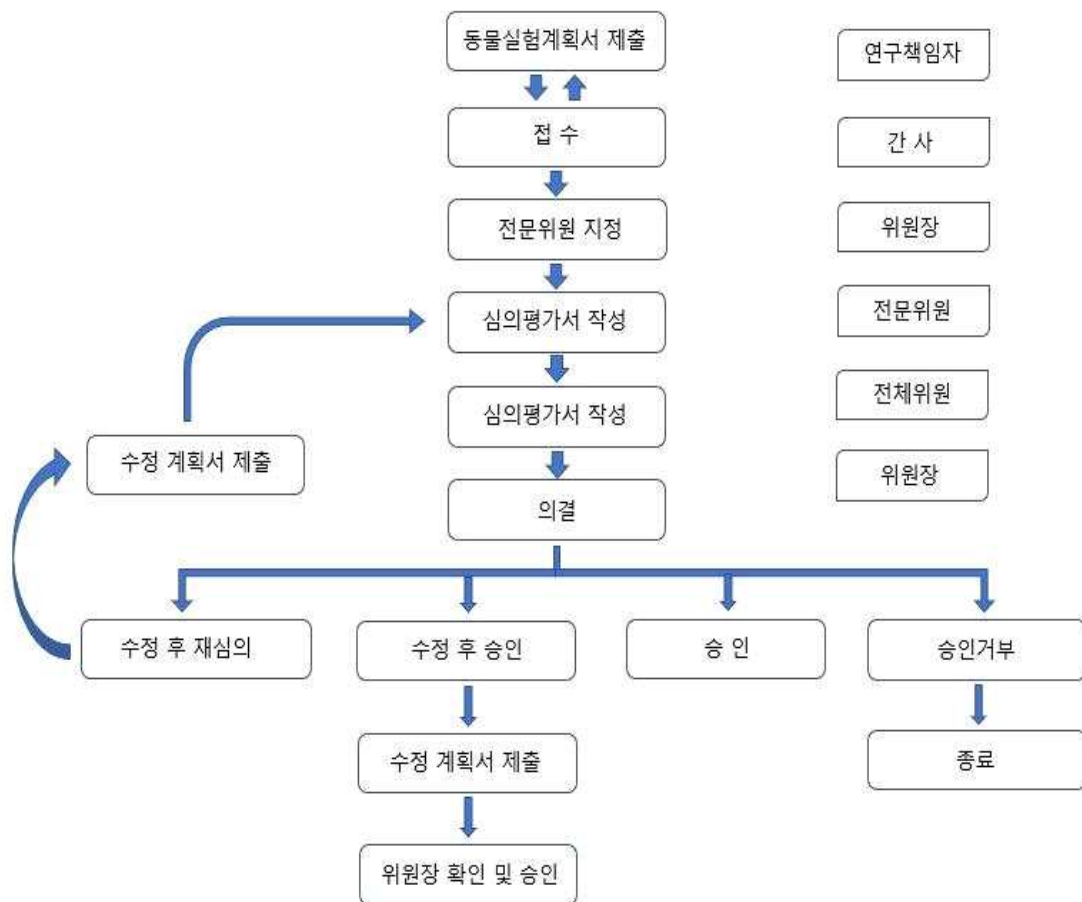 동물실험계획서 제출
연구책임자
접 수
간 사
전문위원 지정
위원장
심의평가서 작성
전문위원
심의평가서 작성
전체위원
수정 계획서 제출
의결
위원장
수정 후 재심의
수정 후 승인
승 인
승인거부
수정 계획서 제출
종료
위원장 확인 및 승인